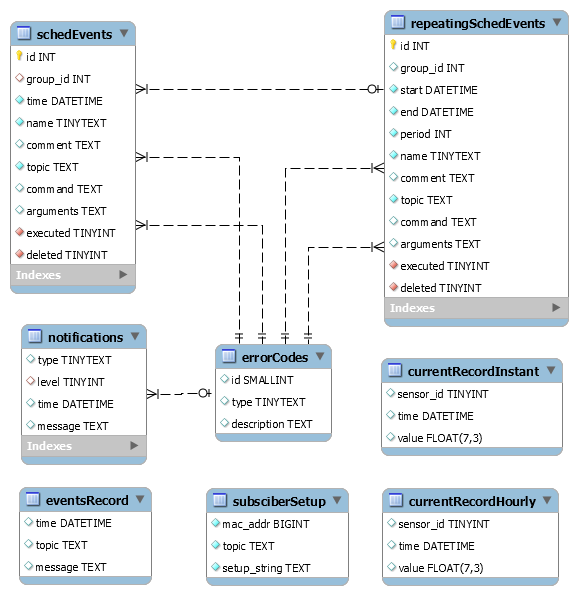 schedEvents
id INT
group_id INT
time DATETIME
name TINYTEXT
comment TEXT
topic TEXT
command TEXT
arguments TEXT
executed TINYINT
deleted TINYINT
Indexes
repeatingSchedEvents
id INT
group_id INT
start DATETIME
end DATETIME
period INT
name TINYTEXT
comment TEXT
topic TEXT
command TEXT
arguments TEXT
executed TINYINT
deleted TINYINT
Indexes
notifications
type TINYTEXT
level TINYINT
time DATETIME
message TEXT
Indexes
errorCodes
id SMALLINT
type TINYTEXT
description TEXT
currentRecordInstant
sensor_id TINYINT
time DATETIME
value FLOAT(7,3)
eventsRecord
time DATETIME
topic TEXT
message TEXT
subsciberSetup
mac_addr BIGINT
topic TEXT
setup_string TEXT
currentRecordHourly
sensor_id TINYINT
time DATETIME
value FLOAT(7,3)